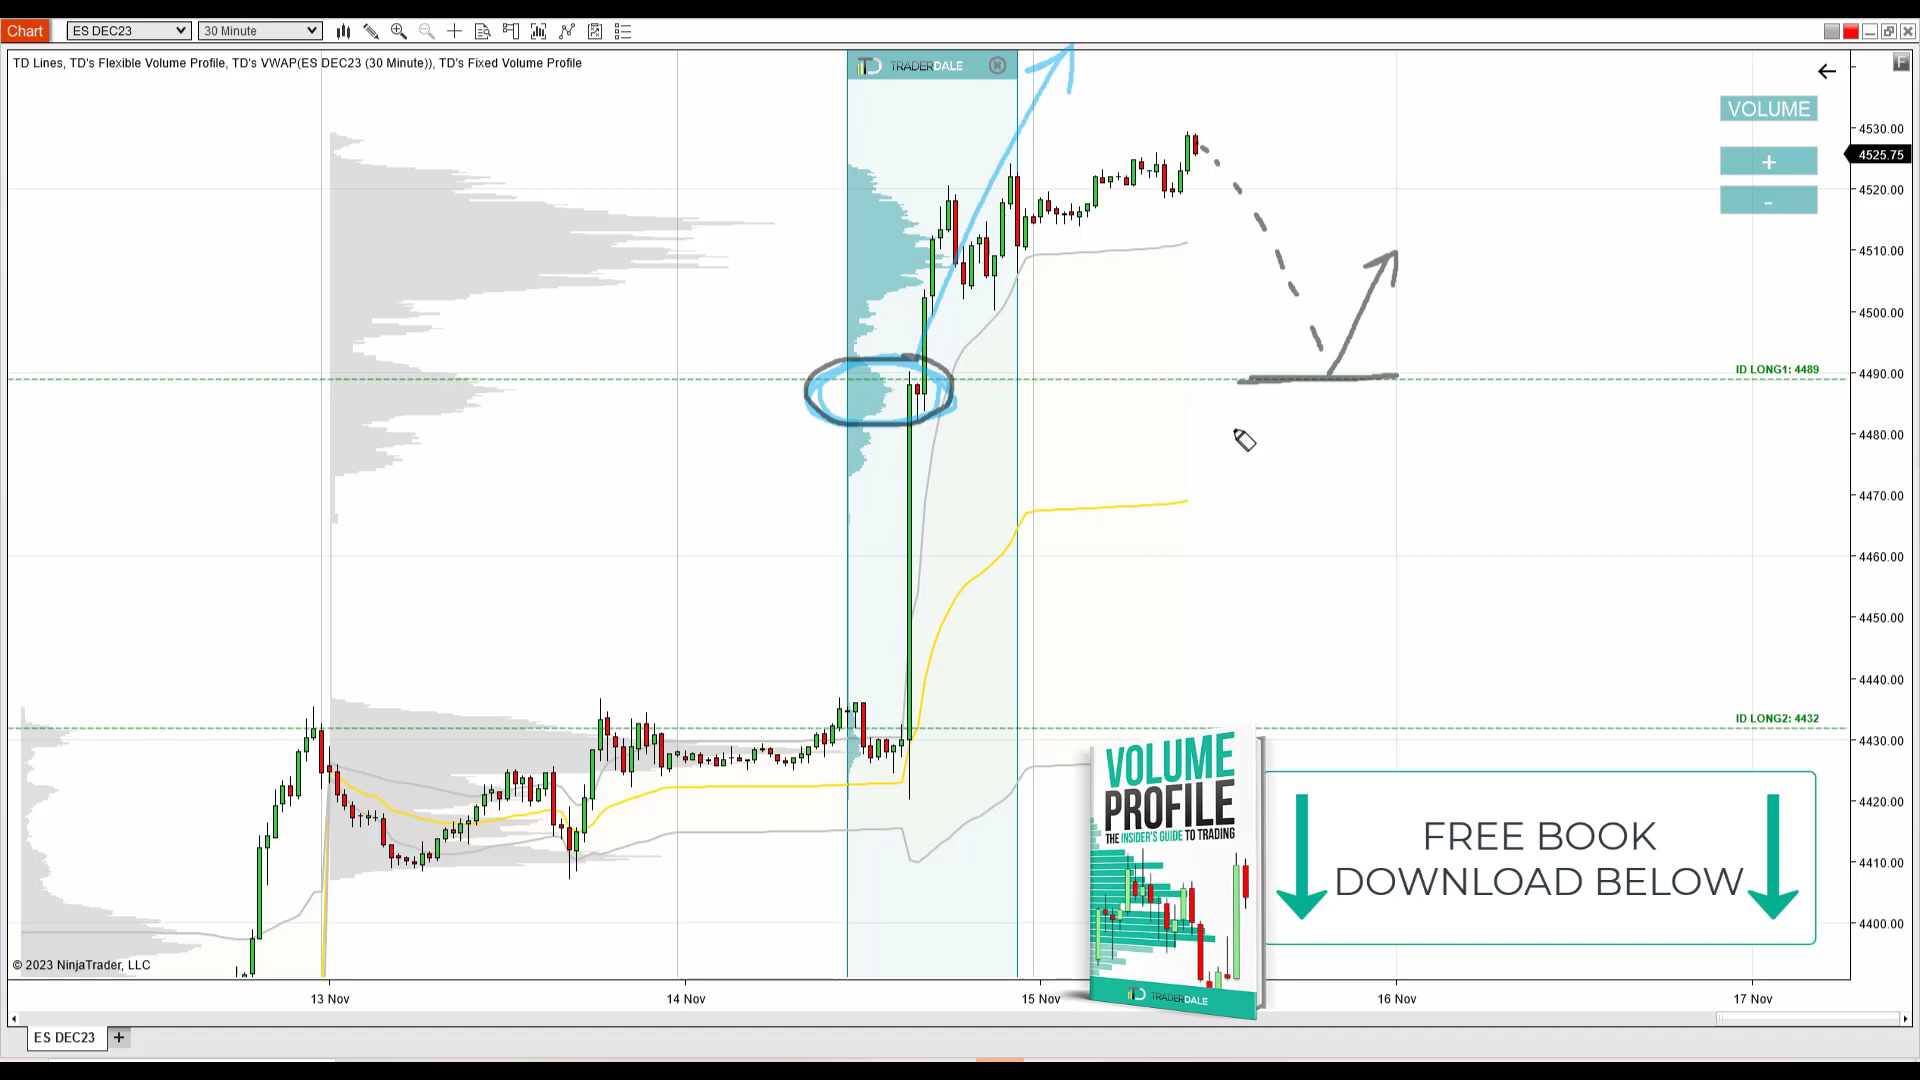 Chart
ES DEC23
30 Minute
TD Lines, TD's Flexible Volume Profile, TD's VWAP(ES DEC23 (30 Minute)), TD's Fixed Volume Profile
TRADERDALE
F
VOLUME
+
-
4530.00
4525.75
4520.00
4510.00
4500.00
4490.00
4480.00
4470.00
4460.00
4450.00
4440.00
4430.00
4420.00
4410.00
4400.00
ID LONG1: 4489
ID LONG2: 4432
VOLUME
PROFILE
THE INSIDER'S GUIDE TO TRADING
TRADERDALE
FREE BOOK
DOWNLOAD BELOW
© 2023 NinjaTrader, LLC
13 Nov
14 Nov
15 Nov
16 Nov
17 Nov
ES DEC23
+